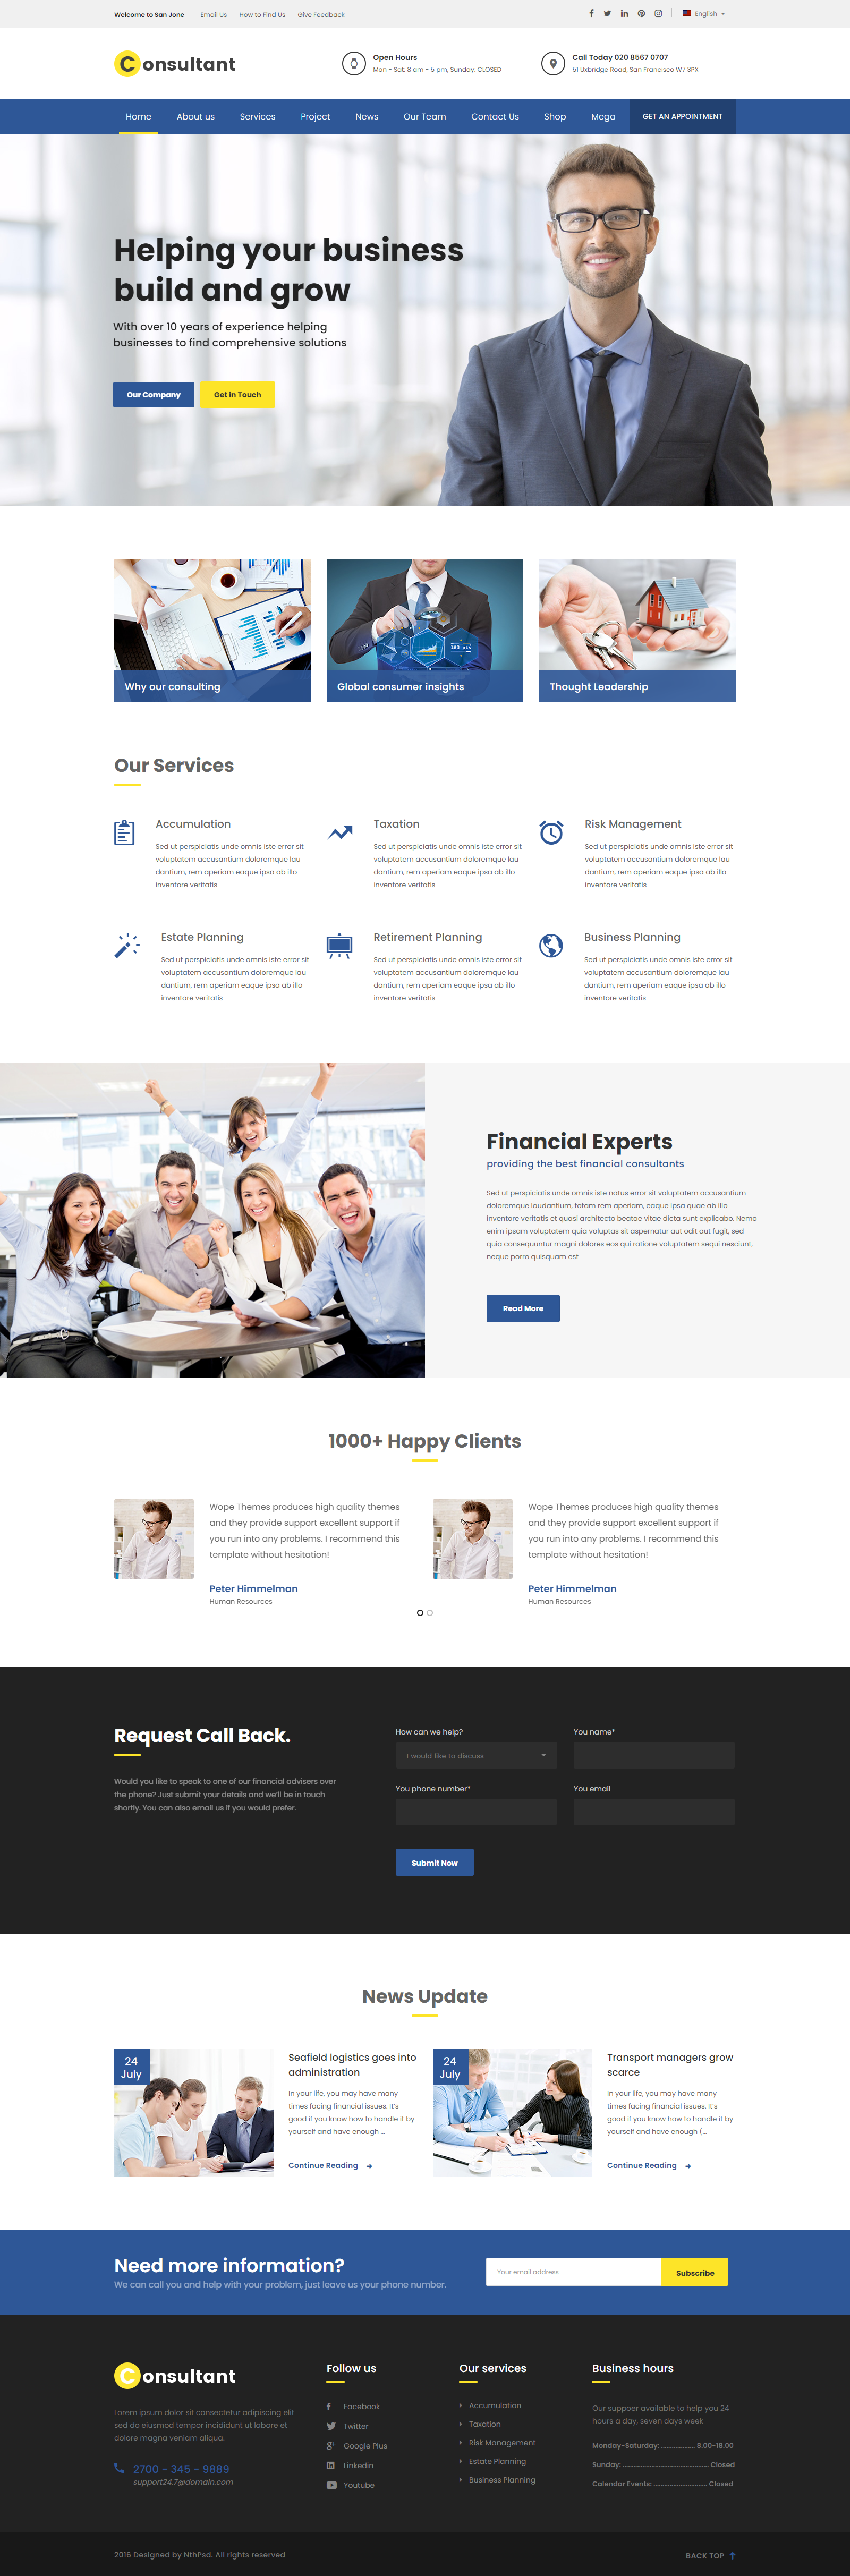 Welcome to San Jone
Email Us
How to Find Us
Give Feedback
English
Consultant
Open Hours
Mon - Sat: 8 am - 5 pm, Sunday: CLOSED
Call Today 020 8567 0707
51 Uxbridge Road, San Francisco W7 3PX
Home
About us
Services
Project
News
Our Team
Contact Us
Shop
Mega
GET AN APPOINTMENT
Helping your business
build and grow
With over 10 years of experience helping
businesses to find comprehensive solutions
Our Company
Get in Touch
Why our consulting
Global consumer insights
Thought Leadership
Our Services
Accumulation
Sed ut perspiciatis unde omnis iste error sit
voluptatem accusantium doloremque lau
dantium, rem aperiam eaque ipsa ab illo
inventore veritatis
Taxation
Sed ut perspiciatis unde omnis iste error sit
voluptatem accusantium doloremque lau
dantium, rem aperiam eaque ipsa ab illo
inventore veritatis
Risk Management
Sed ut perspiciatis unde omnis iste error sit
voluptatem accusantium doloremque lau
dantium, rem aperiam eaque ipsa ab illo
inventore veritatis
Estate Planning
Sed ut perspiciatis unde omnis iste error sit
voluptatem accusantium doloremque lau
dantium, rem aperiam eaque ipsa ab illo
inventore veritatis
Retirement Planning
Sed ut perspiciatis unde omnis iste error sit
voluptatem accusantium doloremque lau
dantium, rem aperiam eaque ipsa ab illo
inventore veritatis
Business Planning
Sed ut perspiciatis unde omnis iste error sit
voluptatem accusantium doloremque lau
dantium, rem aperiam eaque ipsa ab illo
inventore veritatis
Financial Experts
providing the best financial consultants
Sed ut perspiciatis unde omnis iste natus error sit voluptatem accusantium
doloremque laudantium, totam rem aperiam, eaque ipsa quae ab illo
inventore veritatis et quasi architecto beatae vitae dicta sunt explicabo. Nemo
enim ipsam voluptatem quia voluptas sit aspernatur aut odit aut fugit, sed
quia consequuntur magni dolores eos qui ratione voluptatem sequi nesciunt,
neque porro quisquam est
Read More
1000+ Happy Clients
Wope Themes produces high quality themes
and they provide support excellent support if
you run into any problems. I recommend this
template without hesitation!
Peter Himmelman
Human Resources
Wope Themes produces high quality themes
and they provide support excellent support if
you run into any problems. I recommend this
template without hesitation!
Peter Himmelman
Human Resources
Request Call Back.
Would you like to speak to one of our financial advisers over
the phone? Just submit your details and we'll be in touch
shortly. You can also email us if you would prefer.
How can we help?
I would like to discuss
You name*
You phone number*
You email
Submit Now
News Update
24
July
Seafield logistics goes into
administration
In your life, you may have many
times facing financial issues. It's
good if you know how to handle it by
yourself and have enough ...
Continue Reading
24
July
Transport managers grow
scarce
In your life, you may have many
times facing financial issues. It's
good if you know how to handle it by
yourself and have enough (...
Continue Reading
Need more information?
We can call you and help with your problem, just leave us your phone number.
Your email address
Subscribe
Consultant
Lorem ipsum dolor sit consectetur adipiscing elit
sed do eiusmod tempor incididunt ut labore et
dolore magna veniam aliqua.
2700 - 345 - 9889
support24.7@domain.com
Follow us
Facebook
Twitter
Google Plus
Linkedin
Youtube
Our services
Accumulation
Taxation
Risk Management
Estate Planning
Business Planning
Business hours
Our suppoer available to help you 24
hours a day, seven days week
Monday-Satuday: .................. 8.00-18.00
Sunday: .............................................. Closed
Calendar Events: ............................ Closed
2016 Designed by NthPsd. All rights reserved
BACK TOP